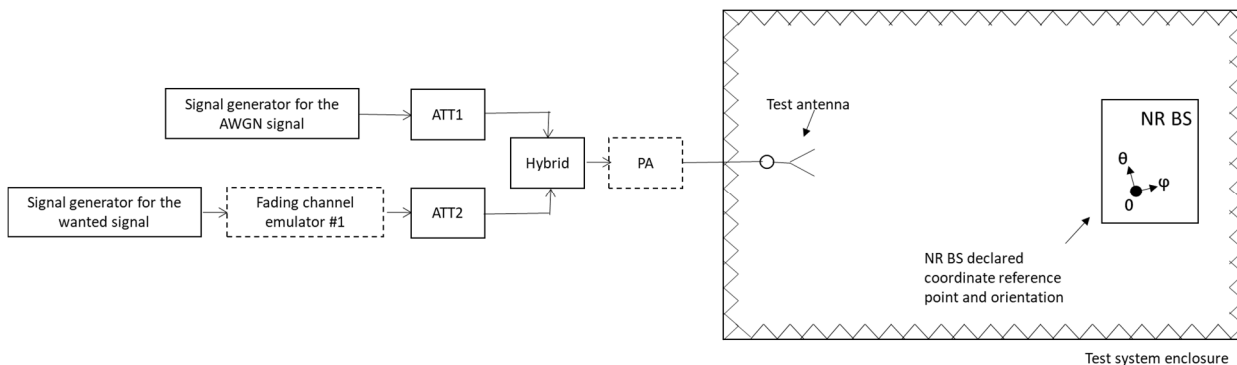 Signal generator for the
AWGN signal
ATT1
Hybrid
PA
Signal generator for the
wanted signal
Fading channel
emulator #1
ATT2
Test antenna
NR BS
θ
φ
0
NR BS declared
coordinate reference
point and orientation
Test system enclosure